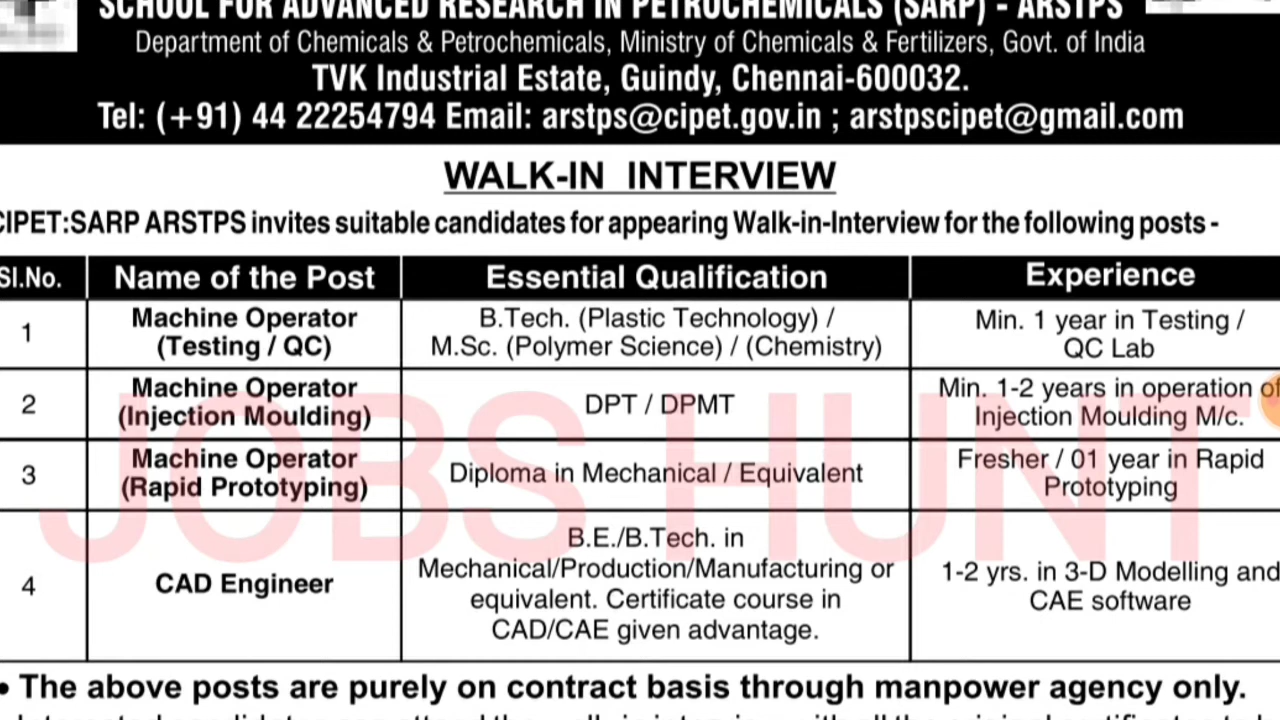 SCHOOL FOR ADVANCED RESEARCH IN PETROCHEMICALS (SARP) - ARSTPS
Department of Chemicals & Petrochemicals, Ministry of Chemicals & Fertilizers, Govt. of India
TVK Industrial Estate, Guindy, Chennai-600032.
Tel: (+91) 44 22254794 Email: arstps@cipet.gov.in ; arstpscipet@gmail.com
WALK-IN INTERVIEW
CIPET:SARP ARSTPS invites suitable candidates for appearing Walk-in-Interview for the following posts -
Sl.No. Name of the Post Essential Qualification Experience
1 Machine Operator (Testing / QC) B.Tech. (Plastic Technology) / M.Sc. (Polymer Science) / (Chemistry) Min. 1 year in Testing / QC Lab
2 Machine Operator (Injection Moulding) DPT / DPMT Min. 1-2 years in operation of Injection Moulding M/c.
3 Machine Operator (Rapid Prototyping) Diploma in Mechanical / Equivalent Fresher / 01 year in Rapid Prototyping
4 CAD Engineer B.E./B.Tech. in Mechanical/Production/Manufacturing or equivalent. Certificate course in CAD/CAE given advantage. 1-2 yrs. in 3-D Modelling and CAE software
JOBS HUNT
• The above posts are purely on contract basis through manpower agency only.